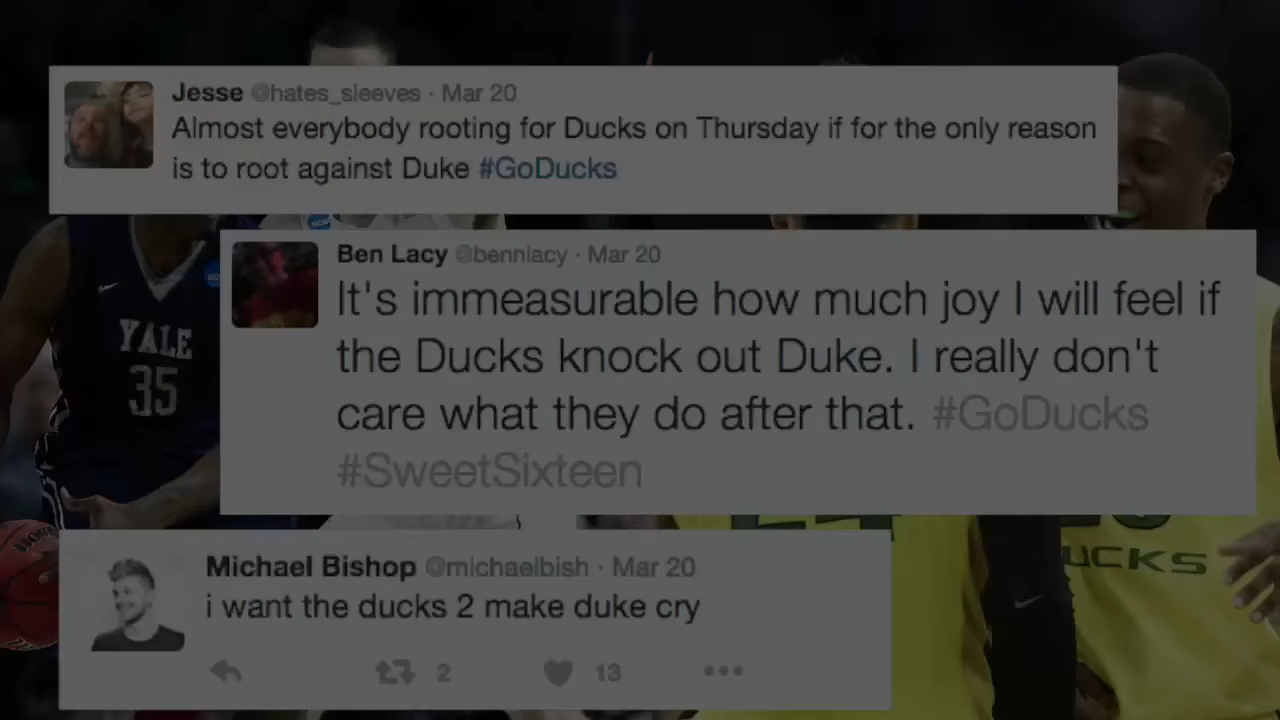 Jesse @hates_sleeves · Mar 20
Almost everybody rooting for Ducks on Thursday if for the only reason
is to root against Duke #GoDucks
Ben Lacy @bennlacy · Mar 20
It's immeasurable how much joy I will feel if
the Ducks knock out Duke. I really don't
care what they do after that. #GoDucks
#SweetSixteen
YALE
35
Michael Bishop @michaelbish · Mar 20
i want the ducks 2 make duke cry
2 13
UCKS